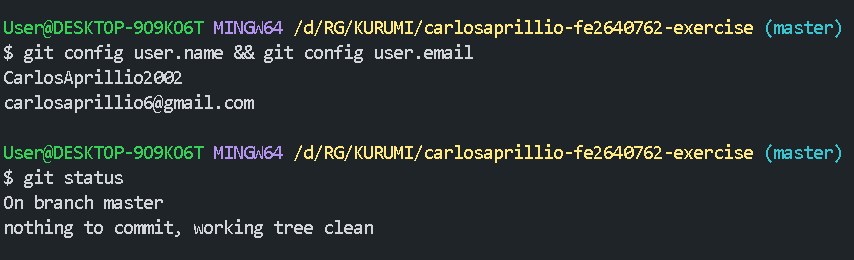 User@DESKTOP-9O9KO6T MINGW64 /d/RG/KURUMI/carlosaprillio-fe2640762-exercise (master)
$ git config user.name && git config user.email
CarlosAprillio2002
carlosaprillio6@gmail.com
User@DESKTOP-9O9KO6T MINGW64 /d/RG/KURUMI/carlosaprillio-fe2640762-exercise (master)
$ git status
On branch master
nothing to commit, working tree clean